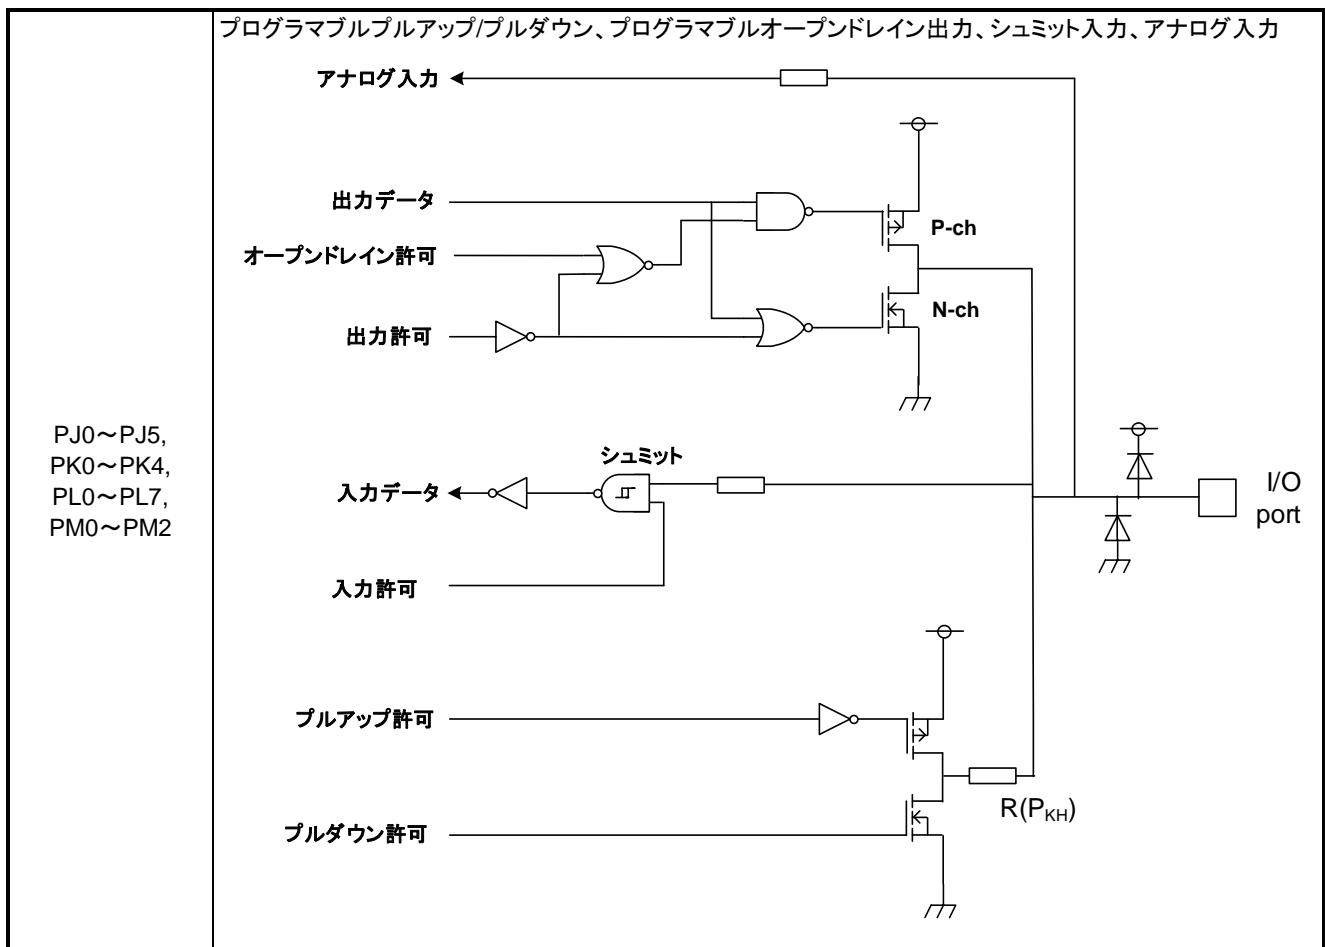 プログラマブルプルアップ/プルダウン、プログラマブルオープンドレイン出力、シュミット入力、アナログ入力
アナログ入力
出力データ
P-ch
オープンドレイン許可
N-ch
出力許可
PJ0～PJ5,
PK0～PK4,
PL0～PL7,
PM0～PM2
シュミット
入力データ
I/O
port
入力許可
プルアップ許可
R(PKH)
プルダウン許可